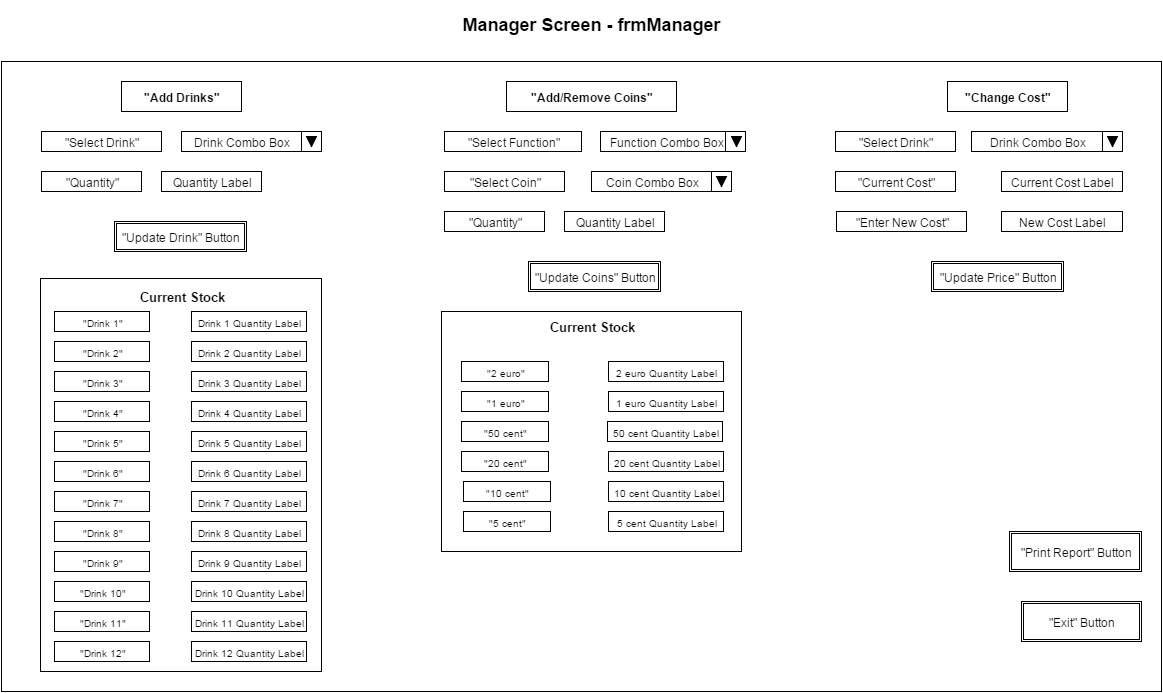 Manager Screen - frmManager
"Add Drinks"
"Select Drink" Drink Combo Box
"Quantity" Quantity Label
"Update Drink" Button
Current Stock
"Drink 1" Drink 1 Quantity Label
"Drink 2" Drink 2 Quantity Label
"Drink 3" Drink 3 Quantity Label
"Drink 4" Drink 4 Quantity Label
"Drink 5" Drink 5 Quantity Label
"Drink 6" Drink 6 Quantity Label
"Drink 7" Drink 7 Quantity Label
"Drink 8" Drink 8 Quantity Label
"Drink 9" Drink 9 Quantity Label
"Drink 10" Drink 10 Quantity Label
"Drink 11" Drink 11 Quantity Label
"Drink 12" Drink 12 Quantity Label
"Add/Remove Coins"
"Select Function" Function Combo Box
"Select Coin" Coin Combo Box
"Quantity" Quantity Label
"Update Coins" Button
Current Stock
"2 euro" 2 euro Quantity Label
"1 euro" 1 euro Quantity Label
"50 cent" 50 cent Quantity Label
"20 cent" 20 cent Quantity Label
"10 cent" 10 cent Quantity Label
"5 cent" 5 cent Quantity Label
"Change Cost"
"Select Drink" Drink Combo Box
"Current Cost" Current Cost Label
"Enter New Cost" New Cost Label
"Update Price" Button
"Print Report" Button
"Exit" Button